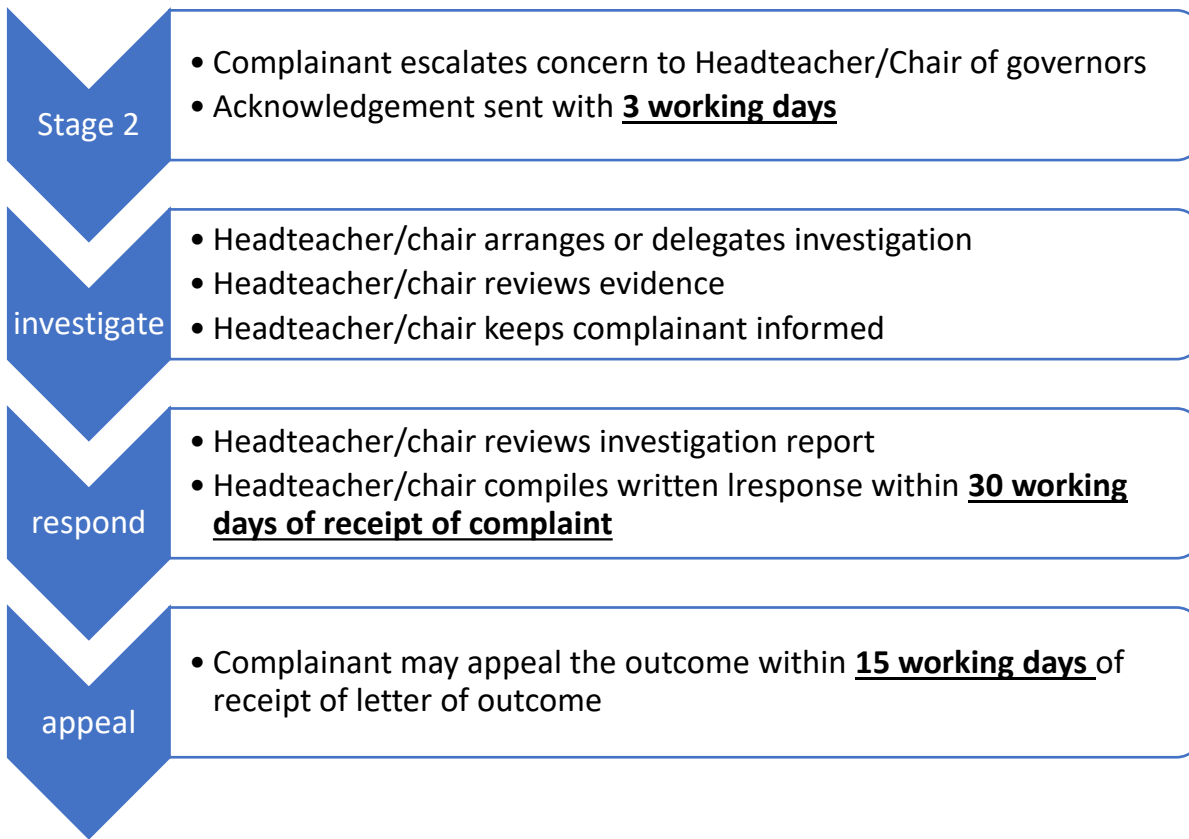 Stage 2
• Complainant escalates concern to Headteacher/Chair of governors
• Acknowledgement sent with 3 working days
investigate
• Headteacher/chair arranges or delegates investigation
• Headteacher/chair reviews evidence
• Headteacher/chair keeps complainant informed
respond
• Headteacher/chair reviews investigation report
• Headteacher/chair compiles written lresponse within 30 working
days of receipt of complaint
appeal
• Complainant may appeal the outcome within 15 working days of
receipt of letter of outcome